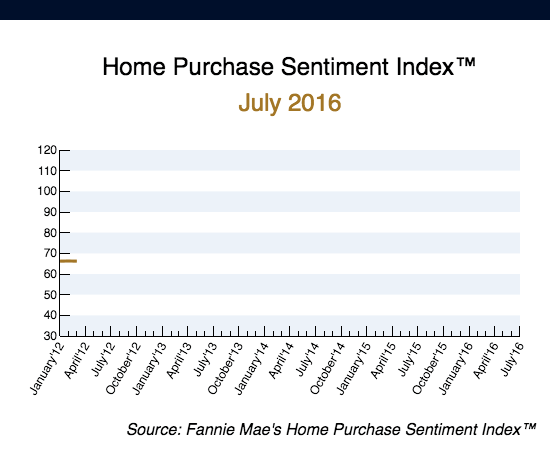 Home Purchase Sentiment Index™
July 2016
120
110
100
90
80
70
60
50
40
30
January'12
April'12
July'12
October'12
January'13
April'13
July'13
October'13
January'14
April'14
July'14
October'14
January'15
April'15
July'15
October'15
January'16
April'16
July'16
Source: Fannie Mae's Home Purchase Sentiment Index™